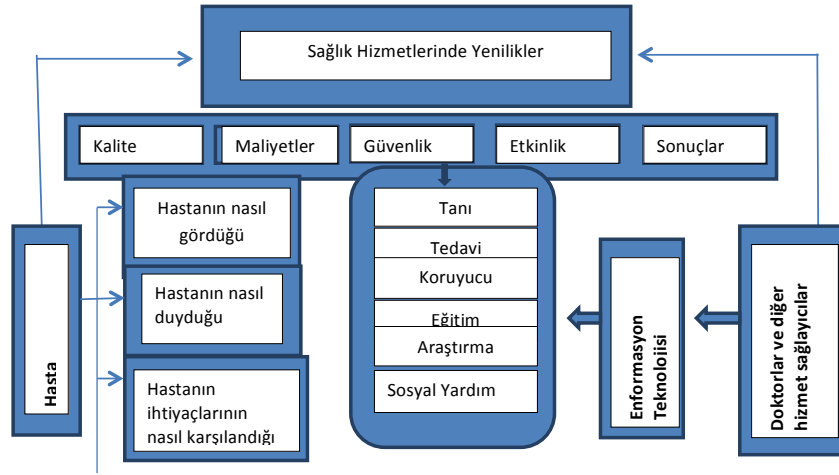 Sağlık Hizmetlerinde Yenilikler
Kalite
Maliyetler
Güvenlik
Etkinlik
Sonuçlar
Hastanın nasıl
gördüğü
Hastanın nasıl
duyduğu
Hastanın
ihtiyaçlarının
nasıl karşılandığı
Hasta
Tanı
Tedavi
Koruyucu
Eğitim
Araştırma
Sosyal Yardım
Enformasyon
Teknolojisi
Doktorlar ve diğer
hizmet sağlayıcılar